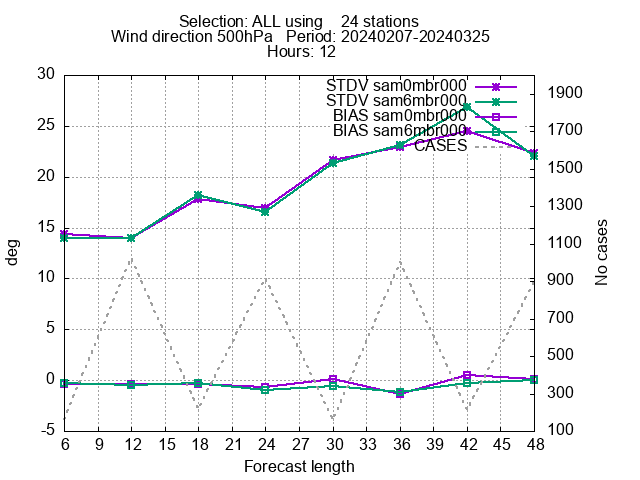 Selection: ALL using    24 stations
Wind direction 500hPa   Period: 20240207-20240325
Hours: 12
STDV sam0mbr000
STDV sam6mbr000
BIAS sam0mbr000
BIAS sam6mbr000
CASES
deg
30
25
20
15
10
5
0
-5
1900
1700
1500
1300
1100
900
700
500
300
100
No cases
6 9 12 15 18 21 24 27 30 33 36 39 42 45 48
Forecast length